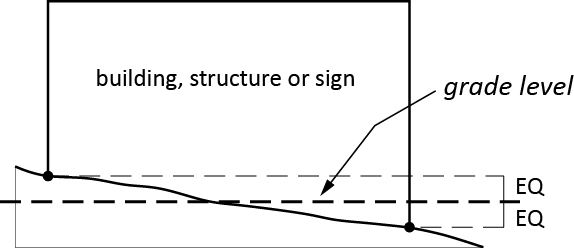 building, structure or sign
grade level
EQ
EQ